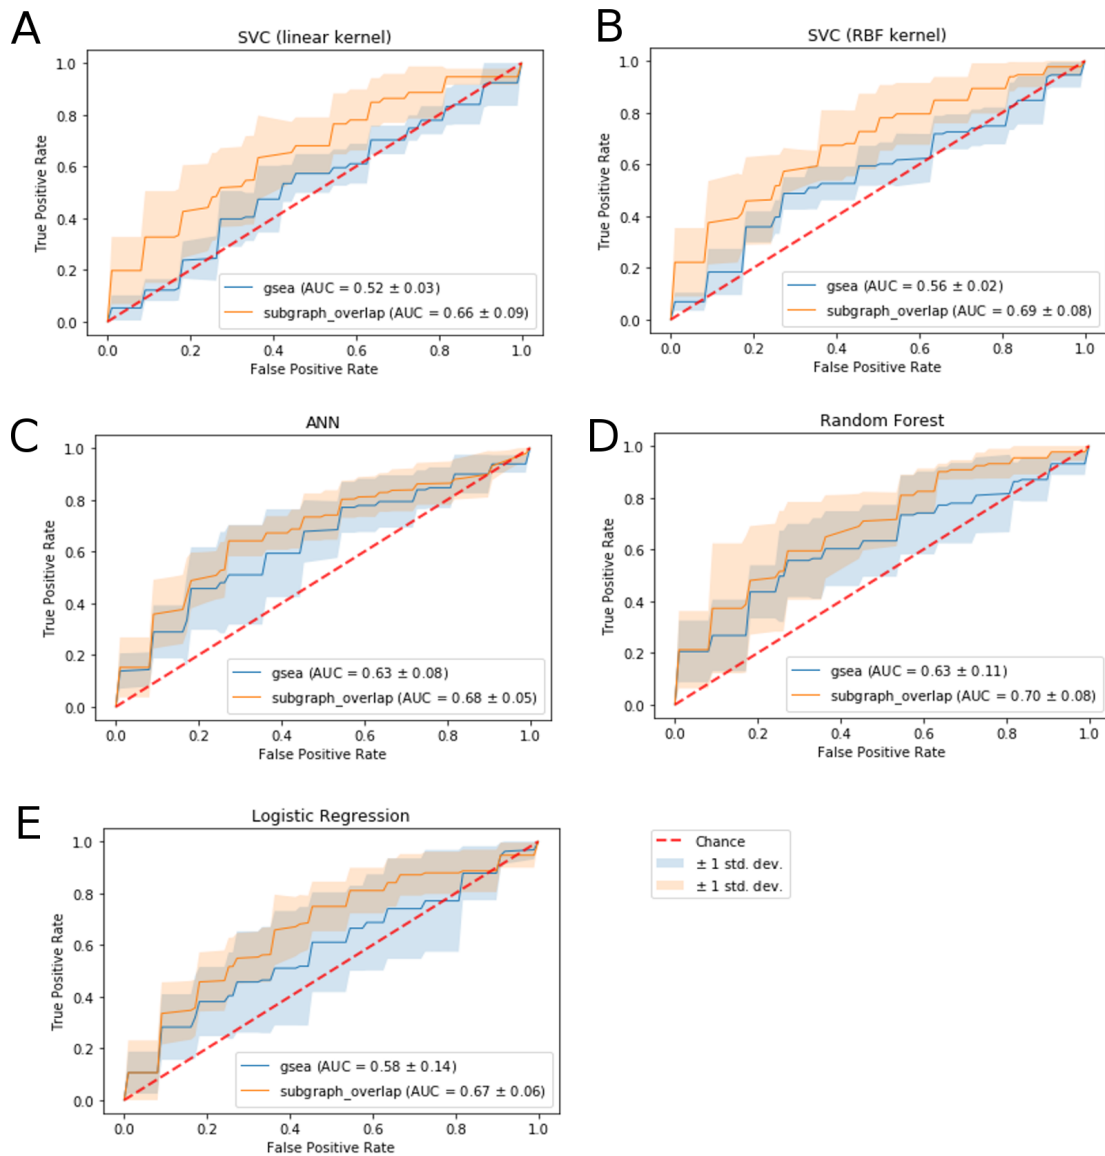 A
SVC (linear kernel)
True Positive Rate
1.0
0.8
0.6
0.4
0.2
0.0
gsea (AUC = 0.52 ± 0.03)
subgraph_overlap (AUC = 0.66 ± 0.09)
0.0 0.2 0.4 0.6 0.8 1.0
False Positive Rate
B
SVC (RBF kernel)
True Positive Rate
1.0
0.8
0.6
0.4
0.2
0.0
gsea (AUC = 0.56 ± 0.02)
subgraph_overlap (AUC = 0.69 ± 0.08)
0.0 0.2 0.4 0.6 0.8 1.0
False Positive Rate
C
ANN
True Positive Rate
1.0
0.8
0.6
0.4
0.2
0.0
gsea (AUC = 0.63 ± 0.08)
subgraph_overlap (AUC = 0.68 ± 0.05)
0.0 0.2 0.4 0.6 0.8 1.0
False Positive Rate
D
Random Forest
True Positive Rate
1.0
0.8
0.6
0.4
0.2
0.0
gsea (AUC = 0.63 ± 0.11)
subgraph_overlap (AUC = 0.70 ± 0.08)
0.0 0.2 0.4 0.6 0.8 1.0
False Positive Rate
E
Logistic Regression
True Positive Rate
1.0
0.8
0.6
0.4
0.2
0.0
gsea (AUC = 0.58 ± 0.14)
subgraph_overlap (AUC = 0.67 ± 0.06)
0.0 0.2 0.4 0.6 0.8 1.0
False Positive Rate
Chance
± 1 std. dev.
± 1 std. dev.